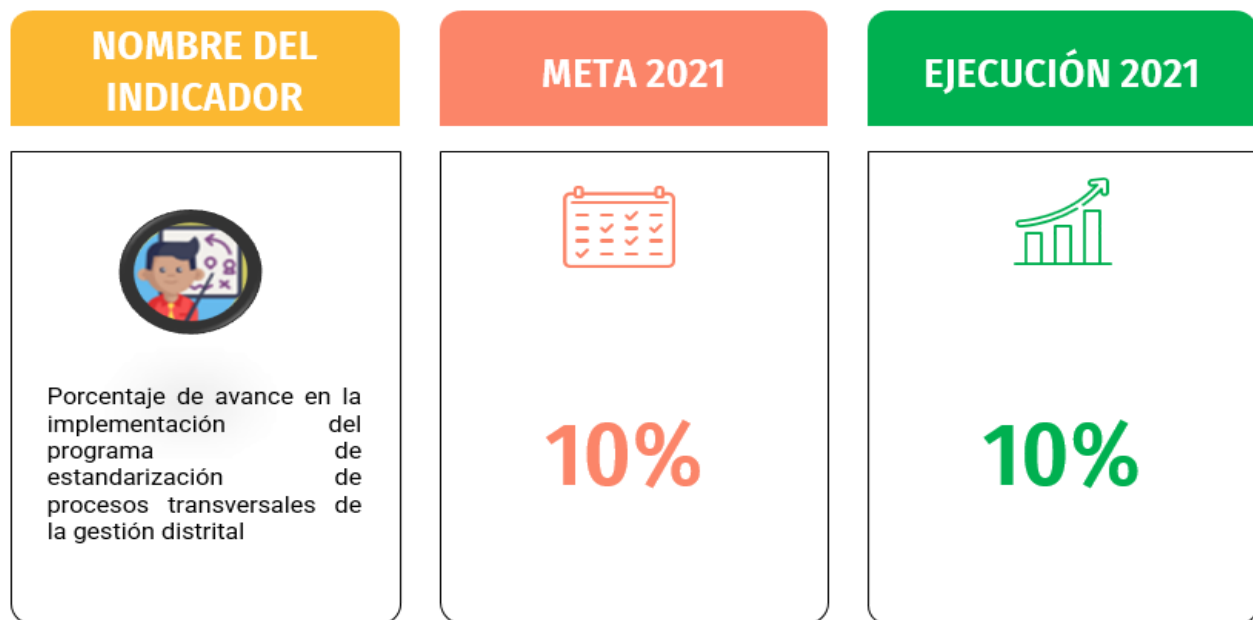 NOMBRE DEL
INDICADOR
META 2021
EJECUCIÓN 2021
Porcentaje de avance en la
implementación del
programa de
estandarización de
procesos transversales de
la gestión distrital
10%
10%